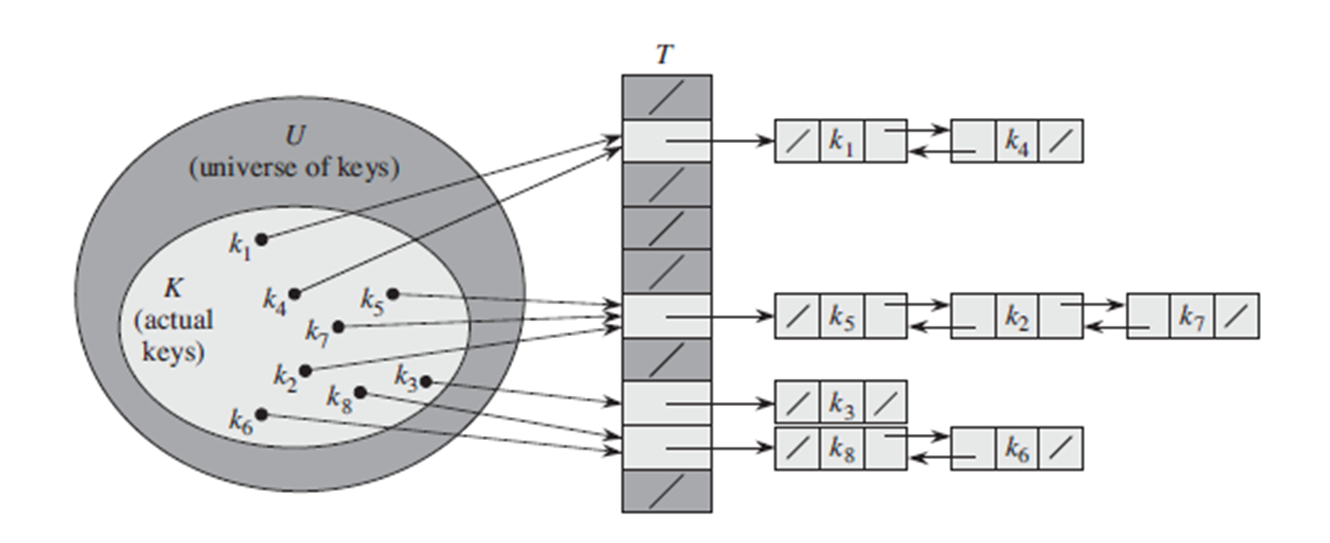 T
U
(universe of keys)
k1
k4
k1
K
(actual
keys)
k4
k5
k7
k5
k2
k7
k2
k8
k3
k3
k6
k8
k6